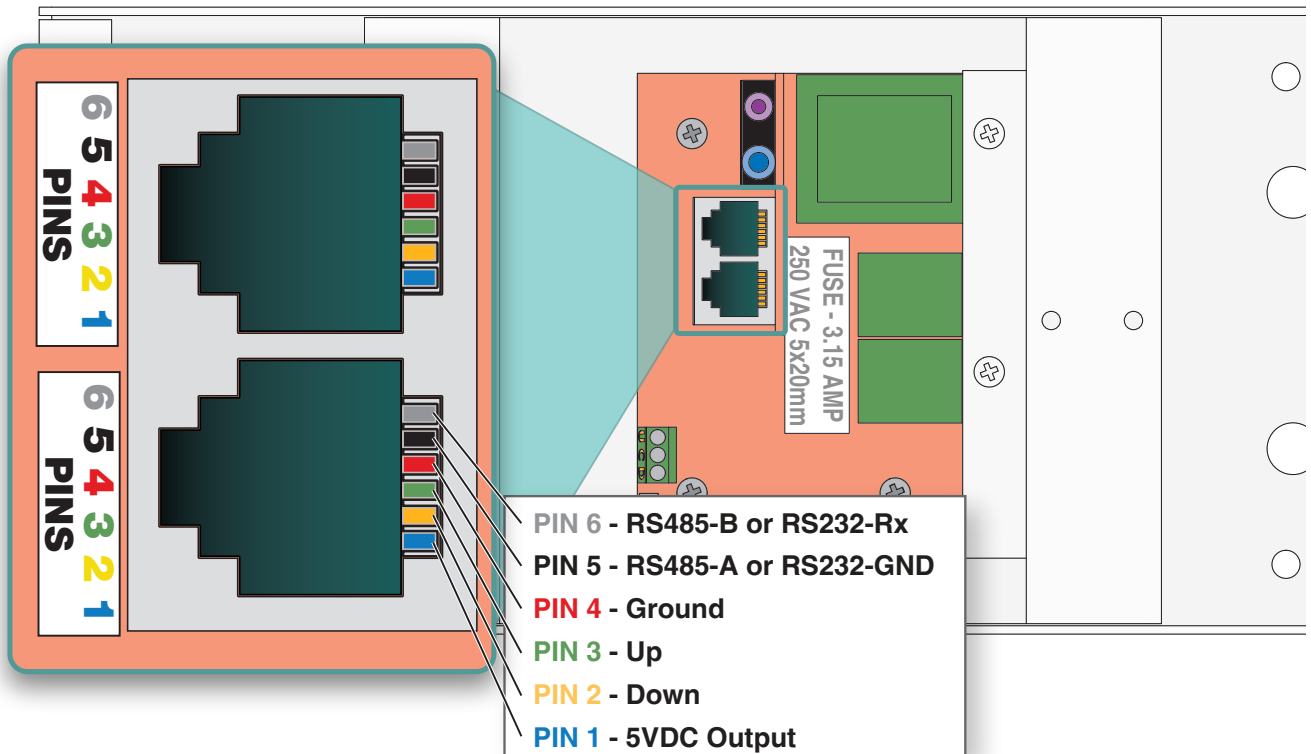 6 5 4 3 2 1
PINS
6 5 4 3 2 1
PINS
FUSE - 3.15 AMP
250 VAC 5x20mm
PIN 6 - RS485-B or RS232-Rx
PIN 5 - RS485-A or RS232-GND
PIN 4 - Ground
PIN 3 - Up
PIN 2 - Down
PIN 1 - 5VDC Output